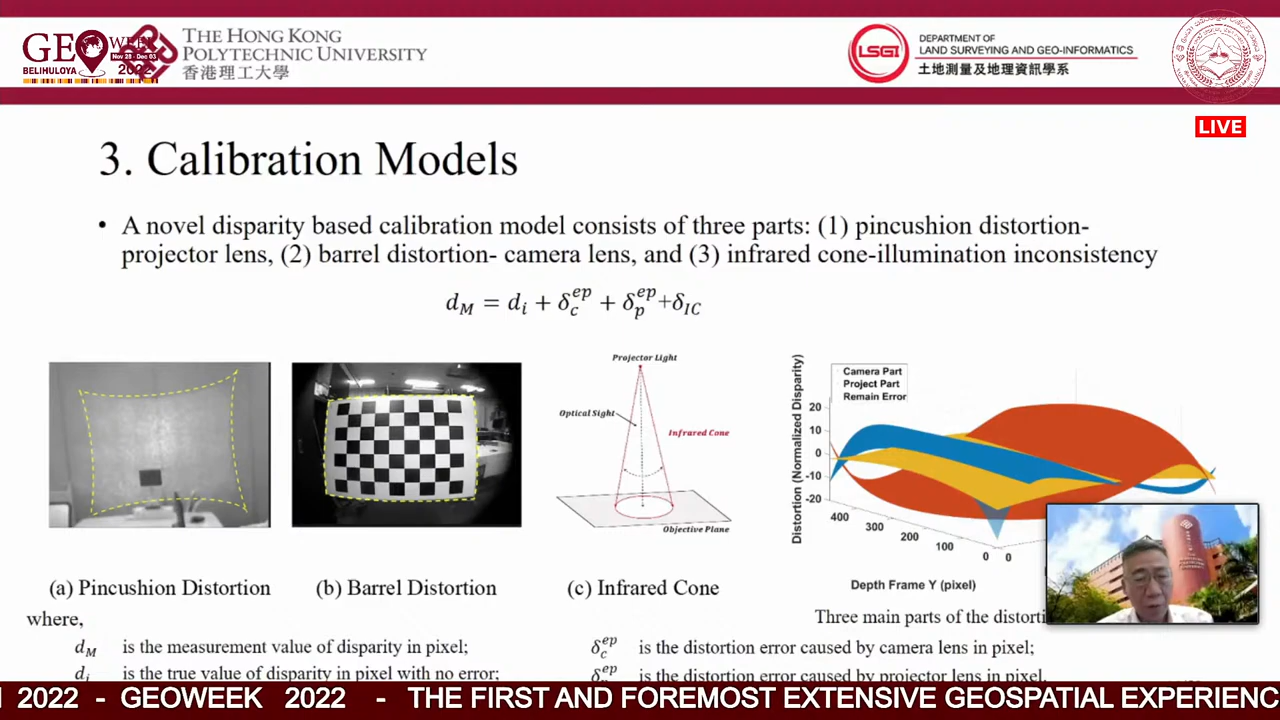 GEOWEEK
Nov 28 - Dec 03
BELIHULOYA 2022
THE HONG KONG
POLYTECHNIC UNIVERSITY
香港理工大學
LSGI
DEPARTMENT OF
LAND SURVEYING AND GEO-INFORMATICS
土地測量及地理資訊學系
LIVE
3. Calibration Models
• A novel disparity based calibration model consists of three parts: (1) pincushion distortion-
projector lens, (2) barrel distortion- camera lens, and (3) infrared cone-illumination inconsistency
d_M = d_i + δ_c^ep + δ_p^ep+δ_IC
Projector Light
Optical Sight
Infrared Cone
Objective Plane
Distortion (Normalized Disparity)
Camera Part
Project Part
Remain Error
20
10
0
-10
-20
400
300
200
100
0 0
Depth Frame Y (pixel)
(a) Pincushion Distortion
(b) Barrel Distortion
(c) Infrared Cone
Three main parts of the distorti
where,
d_M is the measurement value of disparity in pixel;
d_i is the true value of disparity in pixel with no error;
δ_c^ep is the distortion error caused by camera lens in pixel;
is the distortion error caused by projector lens in pixel.
2022 - GEOWEEK 2022 - THE FIRST AND FOREMOST EXTENSIVE GEOSPATIAL EXPERIENC